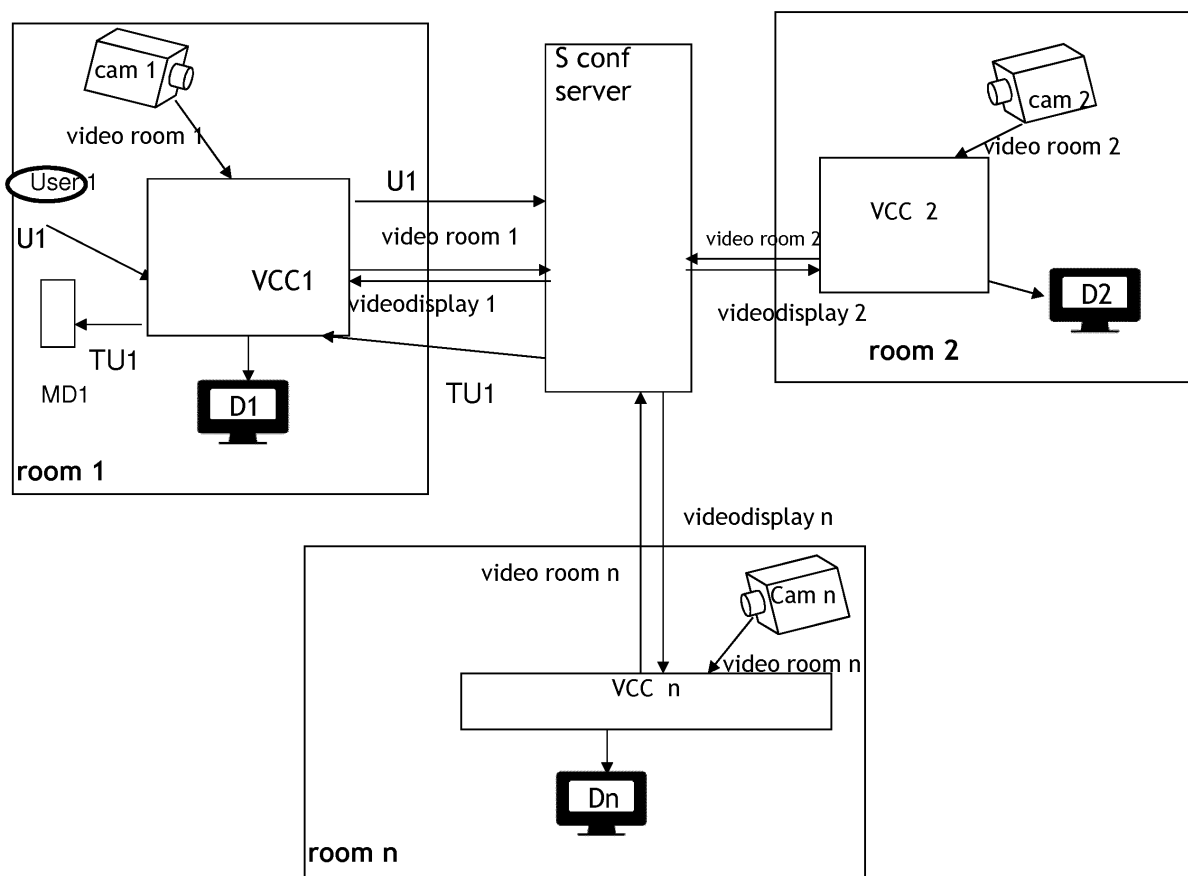 cam 1
video room 1
User 1
U1
VCC1
MD1
TU1
D1
room 1
U1
video room 1
videodisplay 1
TU1
S conf
server
cam 2
video room 2
VCC 2
video room 2
videodisplay 2
D2
room 2
videodisplay n
video room n
Cam n
video room n
VCC n
Dn
room n